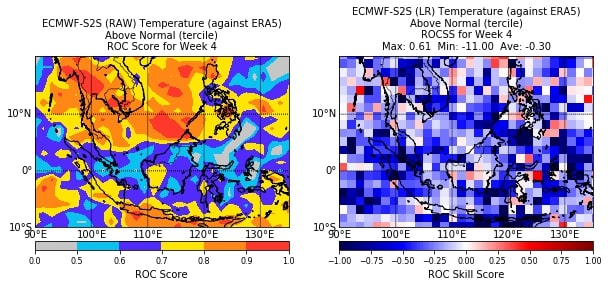 ECMWF-S2S (RAW) Temperature (against ERA5)
Above Normal (tercile)
ROC Score for Week 4
10°N
0°
10°S
90°E 100°E 110°E 120°E 130°E
0.0 0.5 0.6 0.7 0.8 0.9 1.0
ROC Score
ECMWF-S2S (LR) Temperature (against ERA5)
Above Normal (tercile)
ROCSS for Week 4
Max: 0.61 Min: -11.00 Ave: -0.30
10°N
0°
10°S
90°E 100°E 110°E 120°E 130°E
−1.00 −0.75 −0.50 −0.25 0.00 0.25 0.50 0.75 1.00
ROC Skill Score